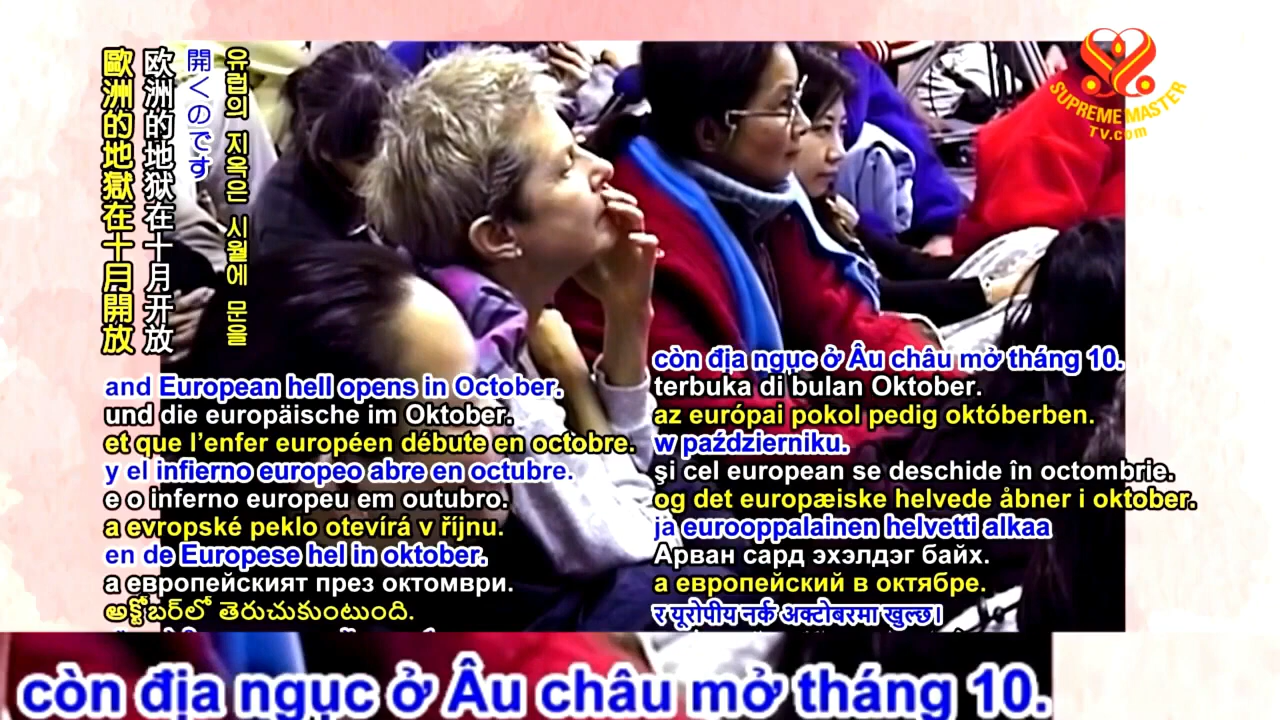 歐洲的地獄在十月開放
欧洲的地狱在十月开放
開くのです
유럽의 지옥은 시월에 문을
SUPREME MASTER
TV.com
and European hell opens in October.
und die europäische im Oktober.
et que l’enfer européen débute en octobre.
y el infierno europeo abre en octubre.
e o inferno europeu em outubro.
a evropské peklo otevírá v říjnu.
en de Europese hel in oktober.
а европейският през октомври.
అక్టోబర్‌లో తెరుచుకుంటుంది.
còn địa ngục ở Âu châu mở tháng 10.
terbuka di bulan Oktober.
az európai pokol pedig októberben.
w październiku.
şi cel european se deschide în octombrie.
og det europæiske helvede åbner i oktober.
ja eurooppalainen helvetti alkaa
Арван сард эхэлдэг байх.
а европейский в октябре.
र यूरोपीय नर्क अक्टोबरमा खुल्छ।
còn địa ngục ở Âu châu mở tháng 10.